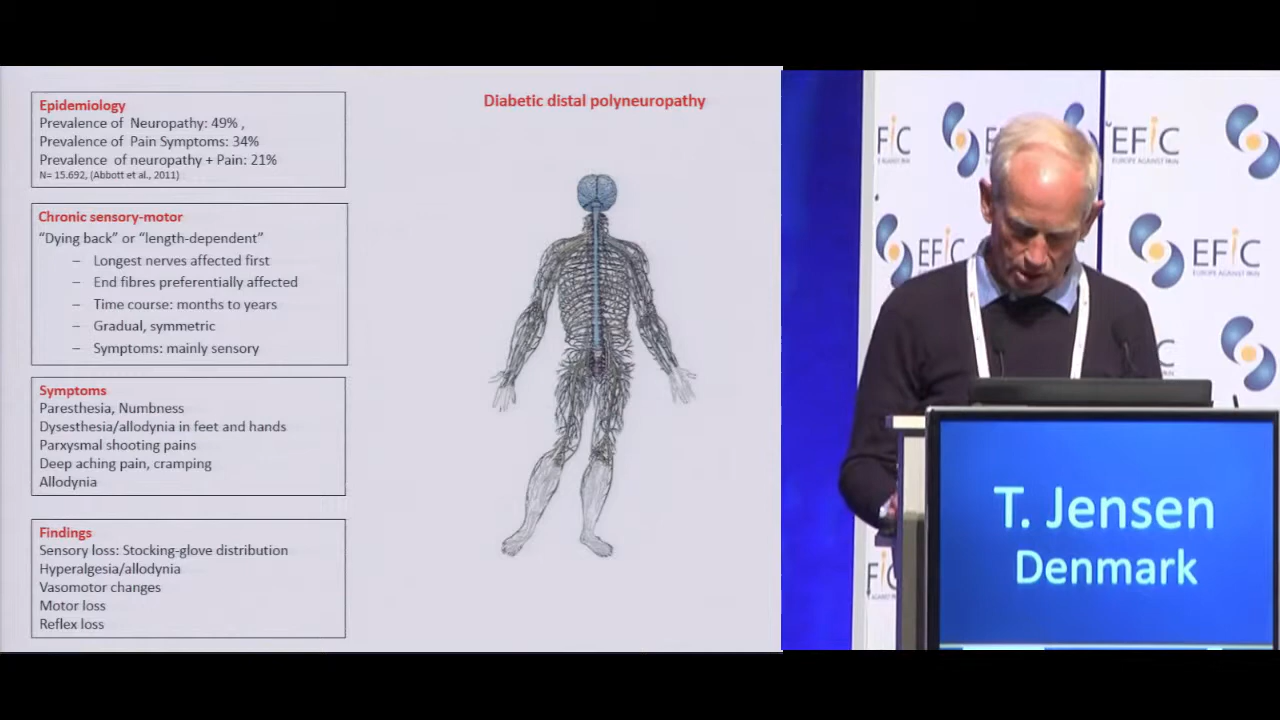 Epidemiology
Prevalence of Neuropathy: 49% ,
Prevalence of Pain Symptoms: 34%
Prevalence of neuropathy + Pain: 21%
N= 15.692, (Abbott et al., 2011)
Chronic sensory-motor
“Dying back” or “length-dependent”
– Longest nerves affected first
– End fibres preferentially affected
– Time course: months to years
– Gradual, symmetric
– Symptoms: mainly sensory
Symptoms
Paresthesia, Numbness
Dysesthesia/allodynia in feet and hands
Parxysmal shooting pains
Deep aching pain, cramping
Allodynia
Findings
Sensory loss: Stocking-glove distribution
Hyperalgesia/allodynia
Vasomotor changes
Motor loss
Reflex loss
Diabetic distal polyneuropathy
EFIC
EUROPE AGAINST PAIN
EFIC
T. Jensen
Denmark